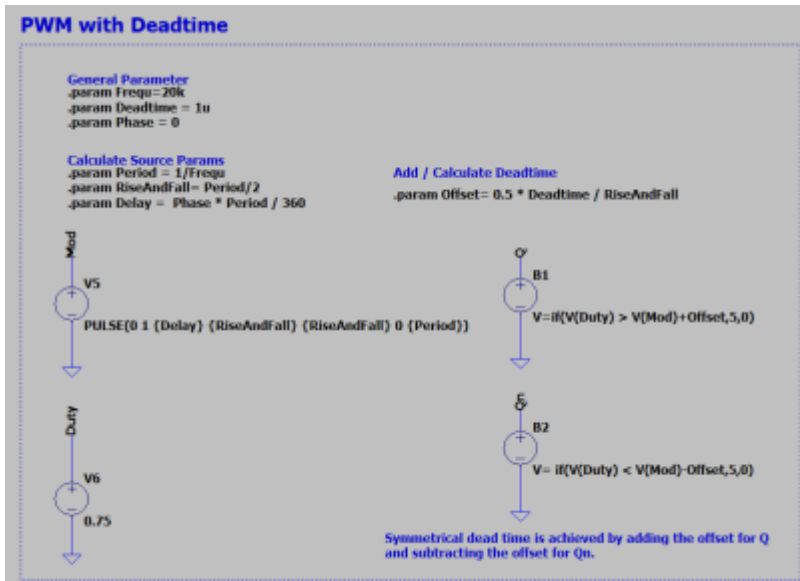 PWM with Deadtime
General Parameter
.param Frequ=20k
.param Deadtime = 1u
.param Phase = 0
Calculate Source Params
.param Period = 1/Frequ
.param RiseAndFall= Period/2
.param Delay = Phase * Period / 360
Add / Calculate Deadtime
.param Offset= 0.5 * Deadtime / RiseAndFall
Mod
V5
PULSE(0 1 {Delay} {RiseAndFall} {RiseAndFall} 0 {Period})
Q
B1
V=if(V(Duty) > V(Mod)+Offset,5,0)
Duty
V6
0.75
Qn
B2
V= if(V(Duty) < V(Mod)-Offset,5,0)
Symmetrical dead time is achieved by adding the offset for Q
and subtracting the offset for Qn.